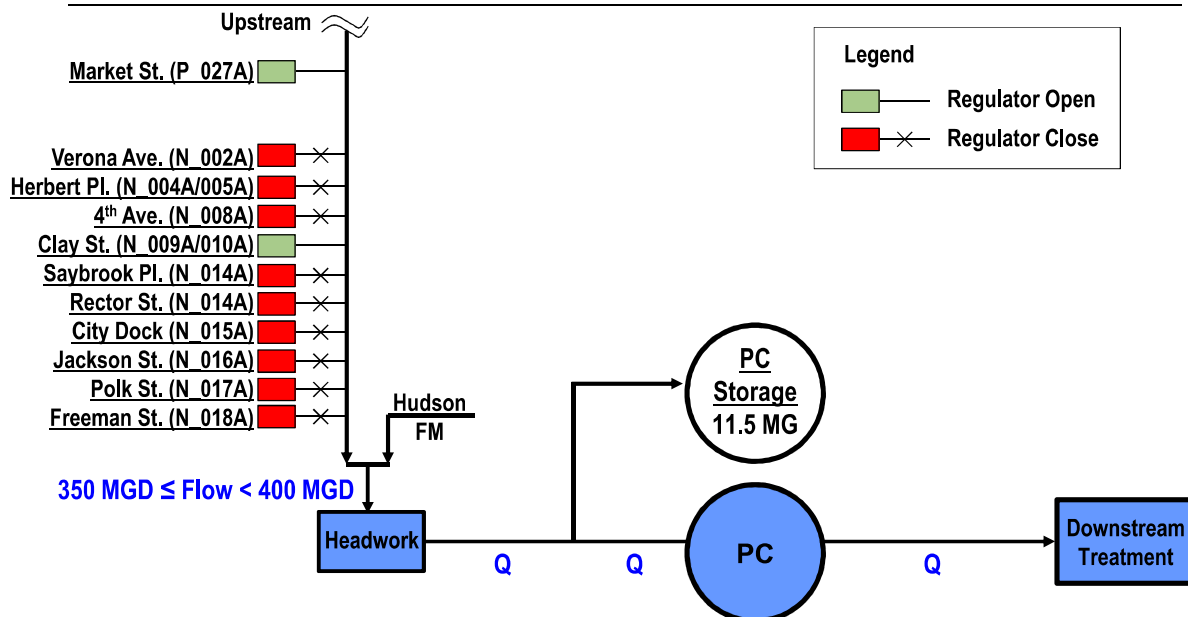 Upstream
Market St. (P_027A)
Verona Ave. (N_002A)
Herbert Pl. (N_004A/005A)
4th Ave. (N_008A)
Clay St. (N_009A/010A)
Saybrook Pl. (N_014A)
Rector St. (N_014A)
City Dock (N_015A)
Jackson St. (N_016A)
Polk St. (N_017A)
Freeman St. (N_018A)
Legend
Regulator Open
Regulator Close
Hudson
FM
350 MGD ≤ Flow < 400 MGD
Headwork
Q
Q
PC
Storage
11.5 MG
PC
Q
Downstream
Treatment